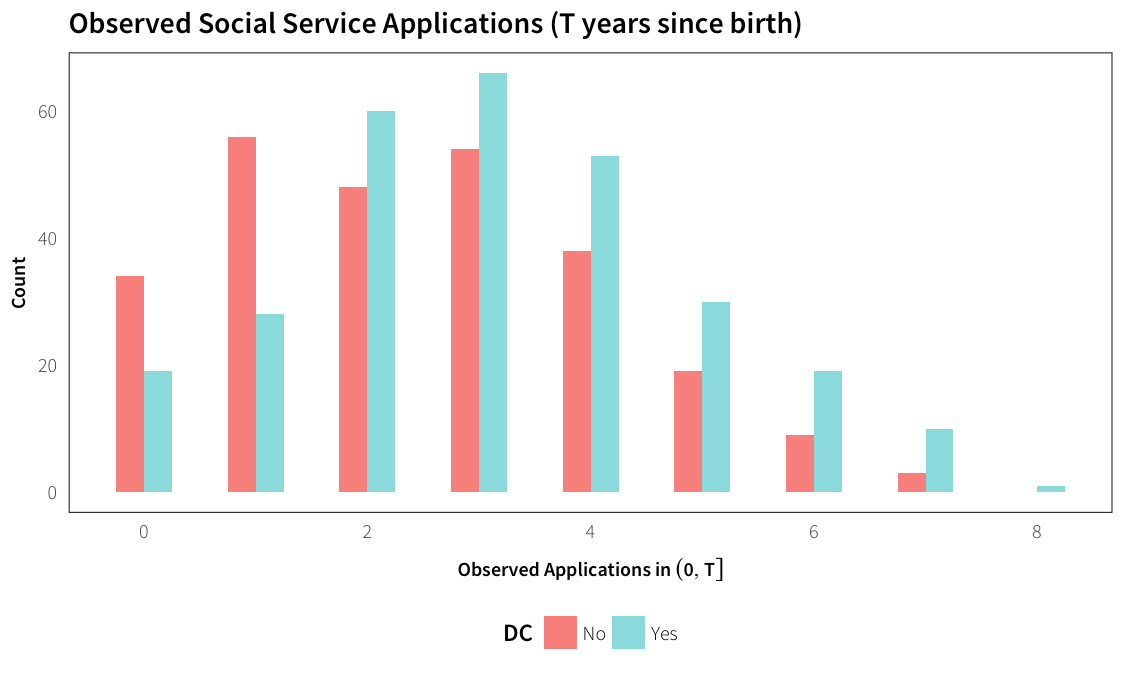 Observed Social Service Applications (T years since birth)
60
40
20
0
Count
0 2 4 6 8
Observed Applications in (0, T]
DC No Yes